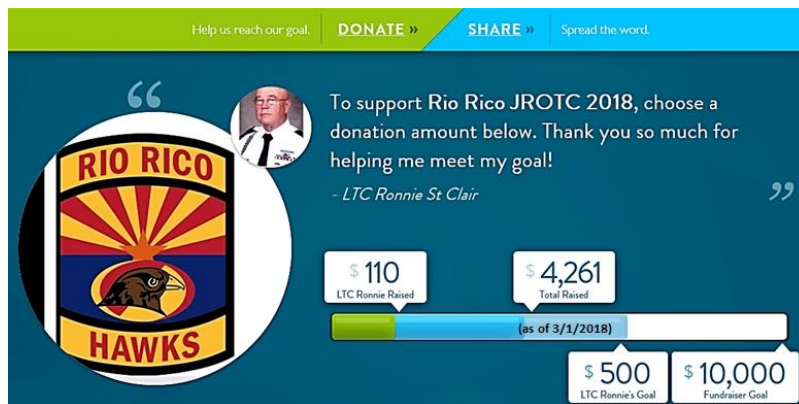 Help us reach our goal. DONATE » SHARE » Spread the word.
“
To support Rio Rico JROTC 2018, choose a
donation amount below. Thank you so much for
helping me meet my goal!
- LTC Ronnie St Clair
”
RIO RICO
HAWKS
$ 110
LTC Ronnie Raised
$ 4,261
Total Raised
(as of 3/1/2018)
$ 500
LTC Ronnie's Goal
$ 10,000
Fundraiser Goal